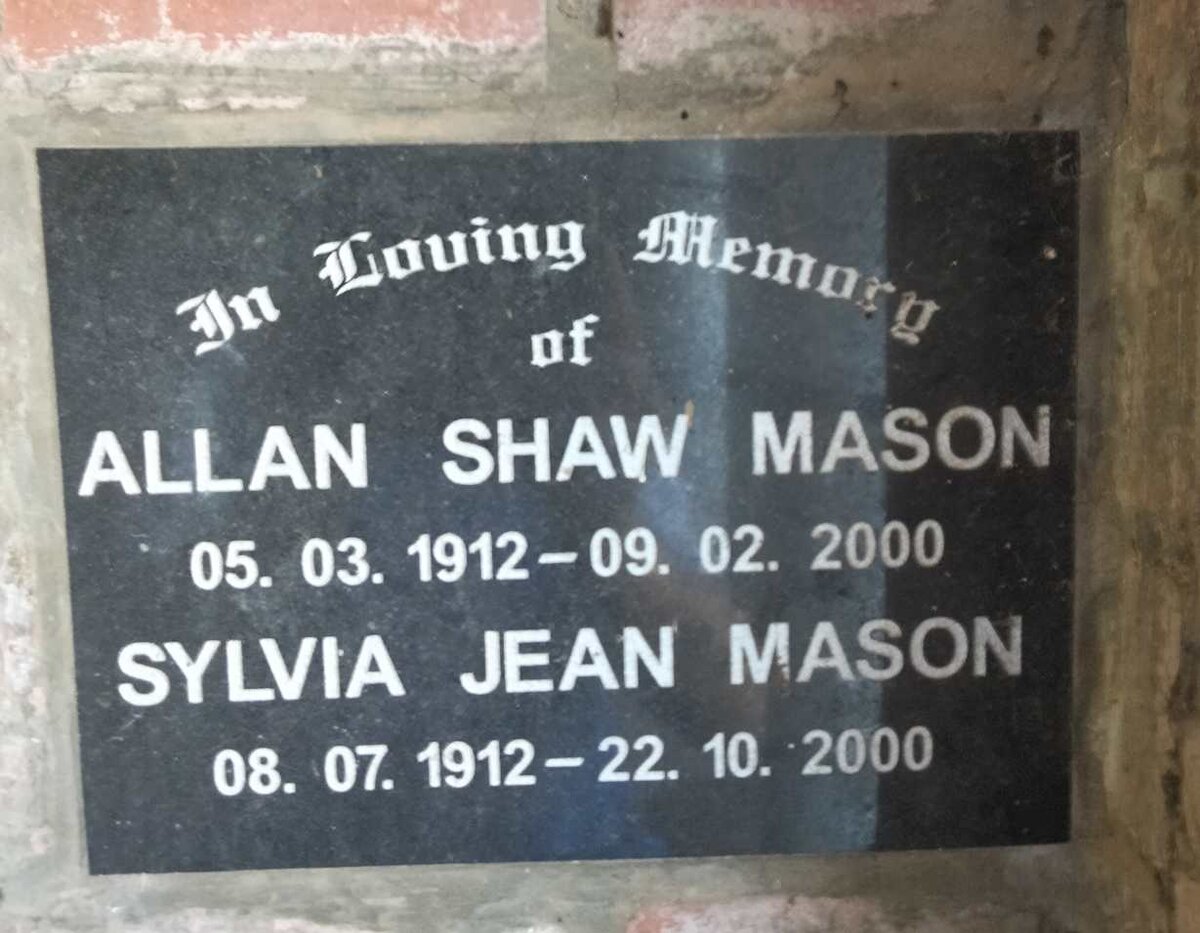 In Loving Memory
of
ALLAN SHAW MASON
05. 03. 1912 – 09. 02. 2000
SYLVIA JEAN MASON
08. 07. 1912 – 22. 10. 2000